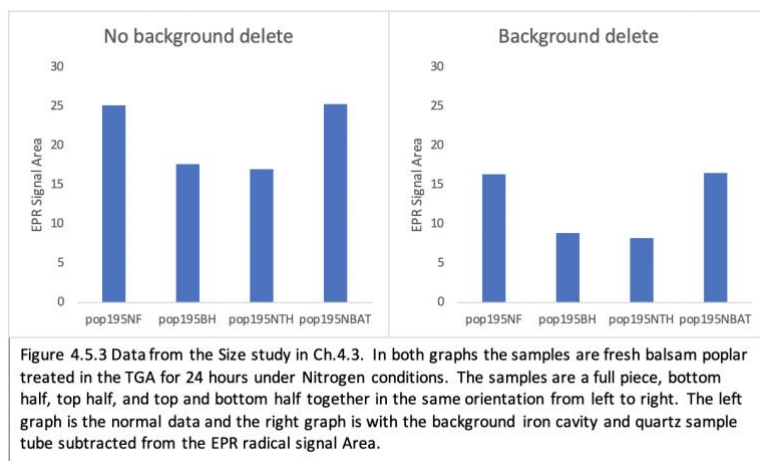 No background delete
30
25
20
15
10
5
0
EPR Signal Area
pop195NF pop195BH pop195NTH pop195NBAT
Background delete
30
25
20
15
10
5
0
EPR Signal Area
pop195NF pop195BH pop195NTH pop195NBAT
Figure 4.5.3 Data from the Size study in Ch.4.3. In both graphs the samples are fresh balsam poplar
treated in the TGA for 24 hours under Nitrogen conditions. The samples are a full piece, bottom
half, top half, and top and bottom half together in the same orientation from left to right. The left
graph is the normal data and the right graph is with the background iron cavity and quartz sample
tube subtracted from the EPR radical signal Area.